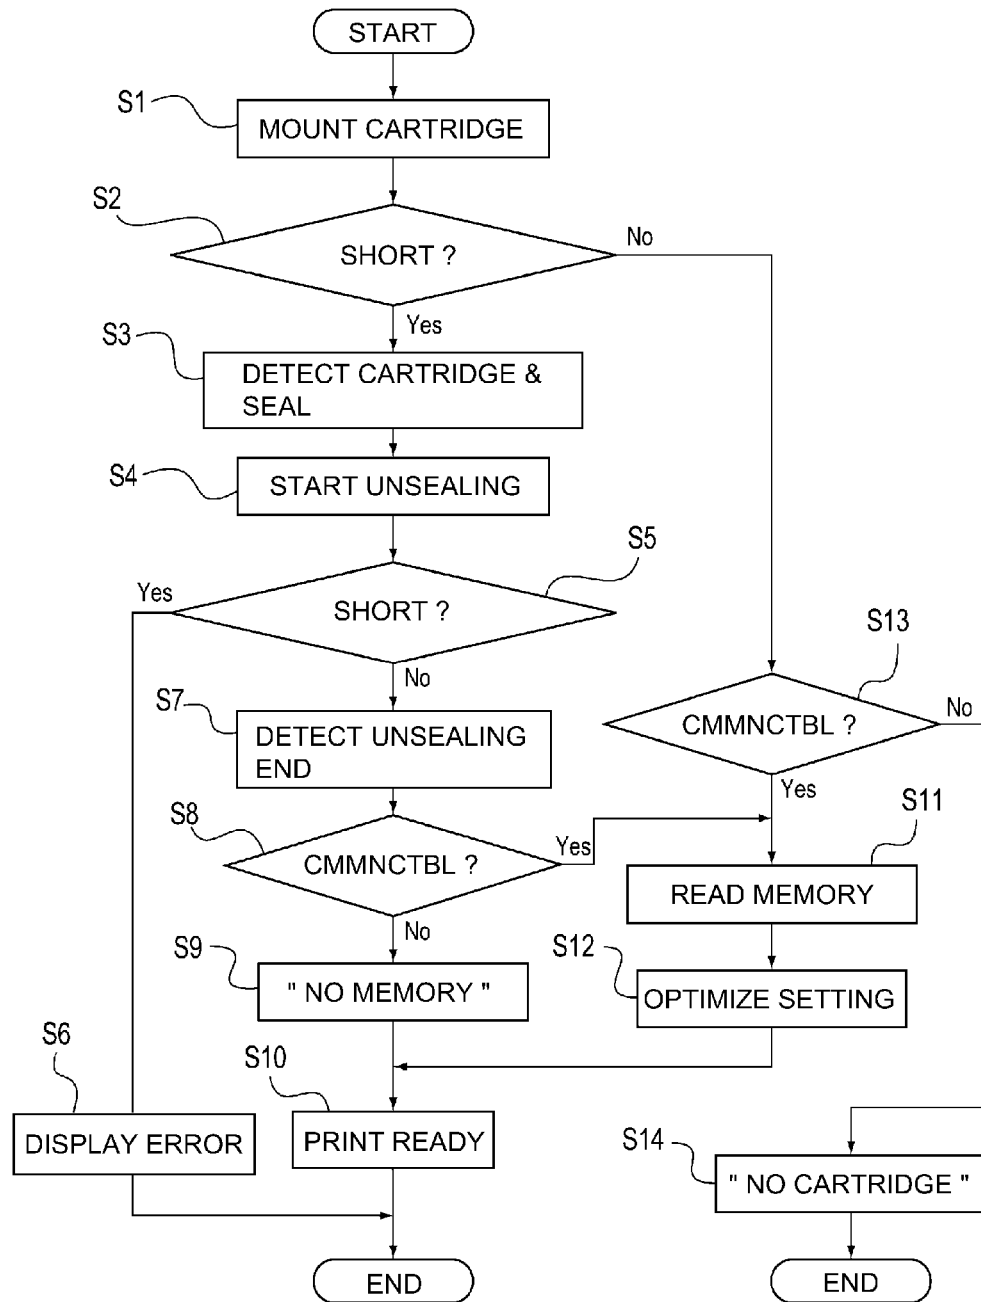 START
S1
MOUNT CARTRIDGE
S2
SHORT ?
No
Yes
S3
DETECT CARTRIDGE &
SEAL
S4
START UNSEALING
S5
Yes
SHORT ?
No
S13
CMMNCTBL ?
No
Yes
S7
DETECT UNSEALING
END
S8
CMMNCTBL ?
Yes
No
S11
READ MEMORY
S9
" NO MEMORY "
S12
OPTIMIZE SETTING
S6
DISPLAY ERROR
S10
PRINT READY
S14
" NO CARTRIDGE "
END
END